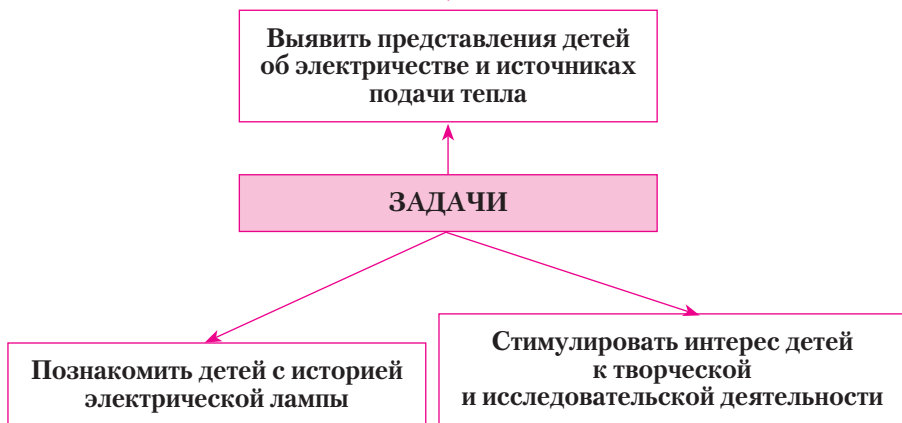 Выявить представления детей
об электричестве и источниках
подачи тепла
ЗАДАЧИ
Познакомить детей с историей
электрической лампы
Стимулировать интерес детей
к творческой
и исследовательской деятельности